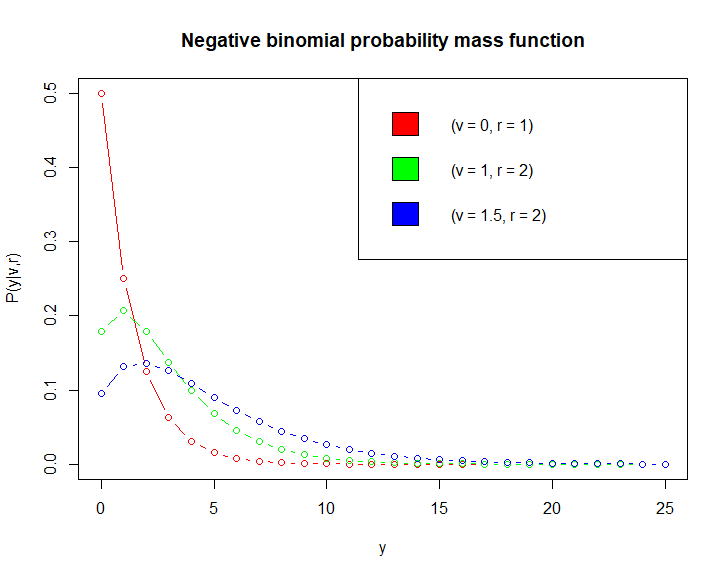 Negative binomial probability mass function
P(y|v,r)
0.5
0.4
0.3
0.2
0.1
0.0
(v = 0, r = 1)
(v = 1, r = 2)
(v = 1.5, r = 2)
0 5 10 15 20 25
y